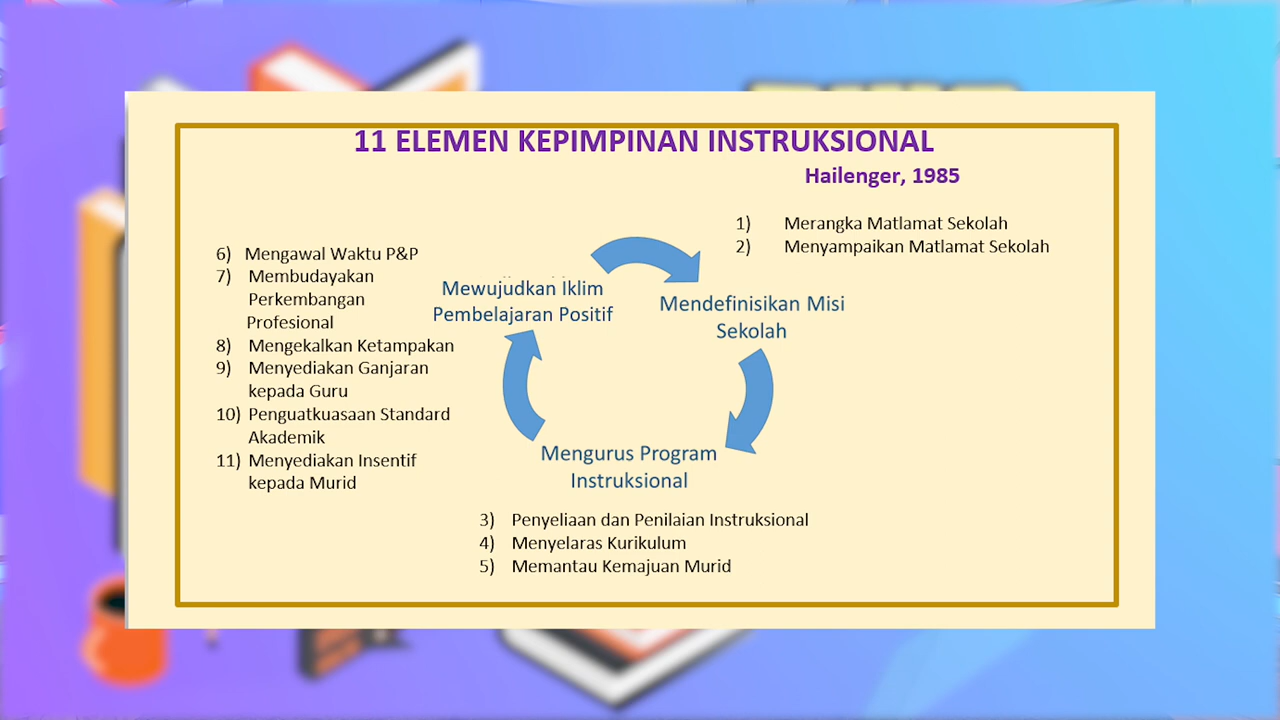 11 ELEMEN KEPIMPINAN INSTRUKSIONAL
Hailenger, 1985
1) Merangka Matlamat Sekolah
2) Menyampaikan Matlamat Sekolah
Mendefinisikan Misi
Sekolah
Mengurus Program
Instruksional
3) Penyeliaan dan Penilaian Instruksional
4) Menyelaras Kurikulum
5) Memantau Kemajuan Murid
Mewujudkan Iklim
Pembelajaran Positif
6) Mengawal Waktu P&P
7) Membudayakan
Perkembangan
Profesional
8) Mengekalkan Ketampakan
9) Menyediakan Ganjaran
kepada Guru
10) Penguatkuasaan Standard
Akademik
11) Menyediakan Insentif
kepada Murid